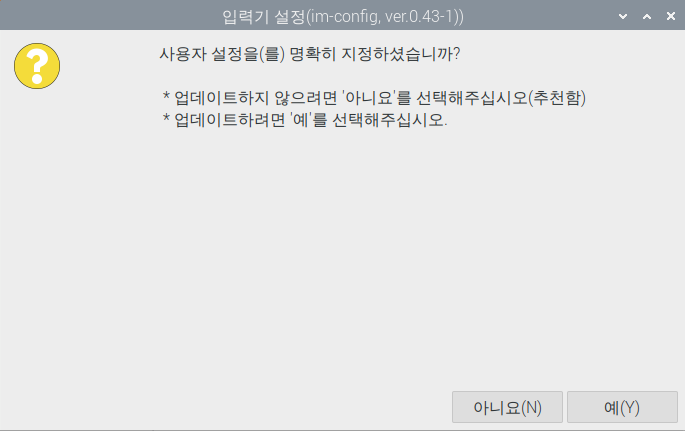 입력기 설정(im-config, ver.0.43-1))
사용자 설정을(를) 명확히 지정하셨습니까?
* 업데이트하지 않으려면 '아니요'를 선택해주십시오(추천함)
* 업데이트하려면 '예'를 선택해주십시오.
아니요(N) 예(Y)